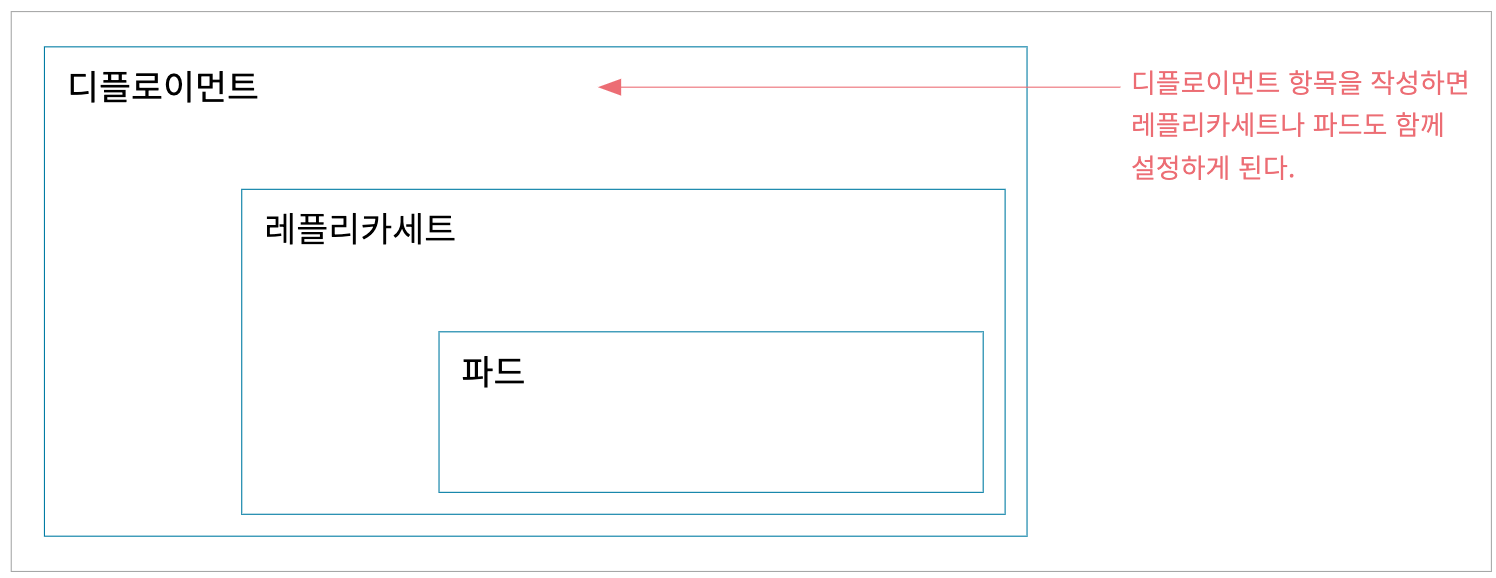 디플로이먼트
디플로이먼트 항목을 작성하면
레플리카세트나 파드도 함께
설정하게 된다.
레플리카세트
파드